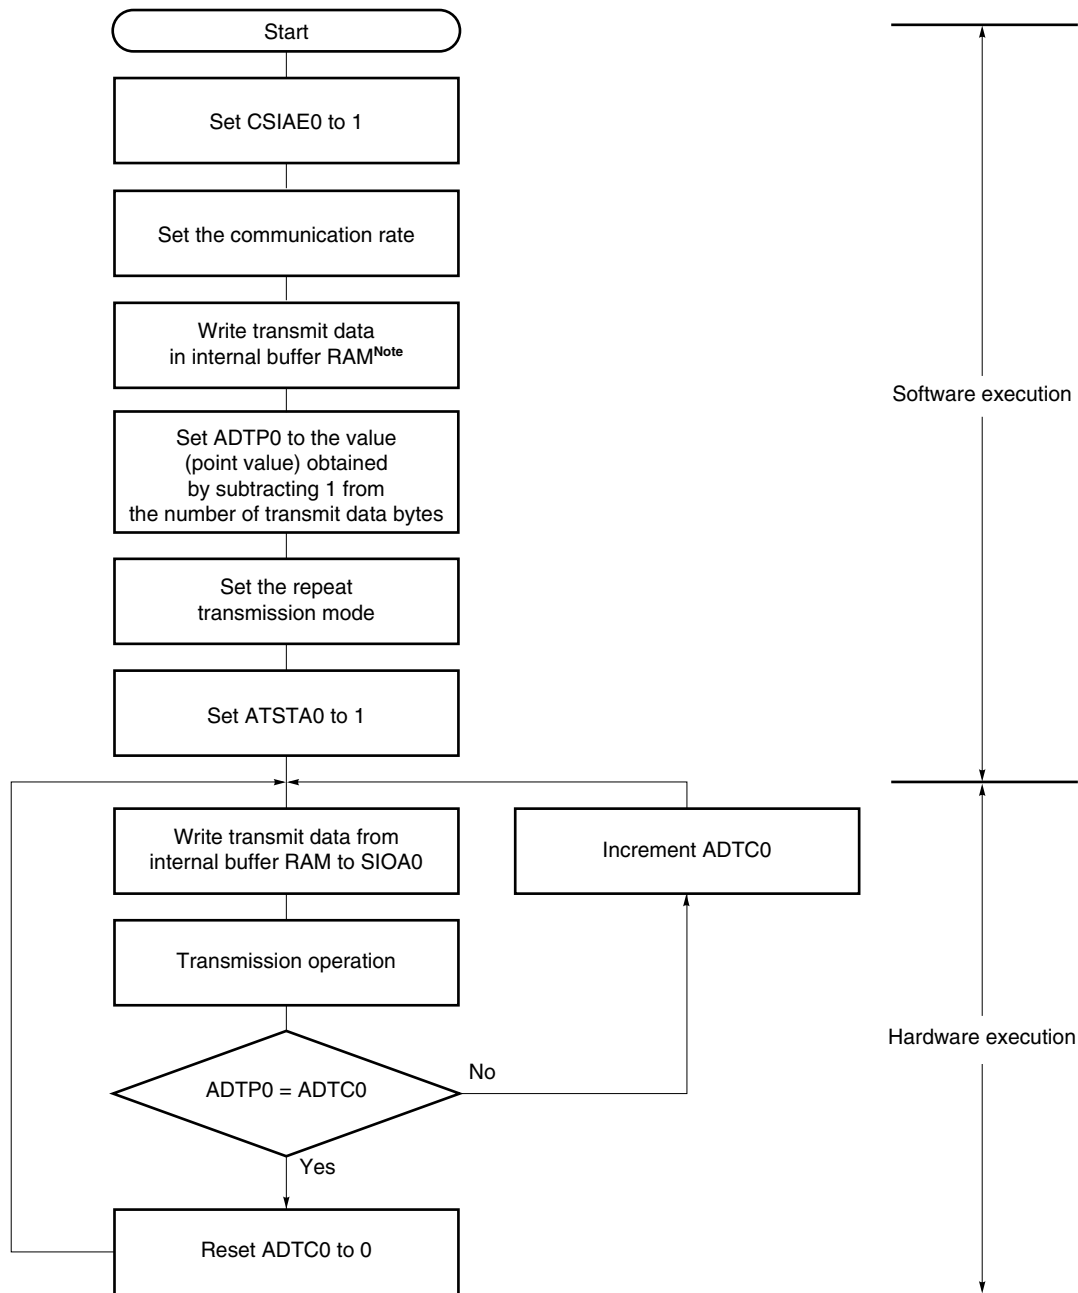 Start
Set CSIAE0 to 1
Set the communication rate
Write transmit data
in internal buffer RAMNote
Set ADTP0 to the value
(point value) obtained
by subtracting 1 from
the number of transmit data bytes
Set the repeat
transmission mode
Set ATSTA0 to 1
Software execution
Write transmit data from
internal buffer RAM to SIOA0
Increment ADTC0
Transmission operation
Hardware execution
ADTP0 = ADTC0
No
Yes
Reset ADTC0 to 0